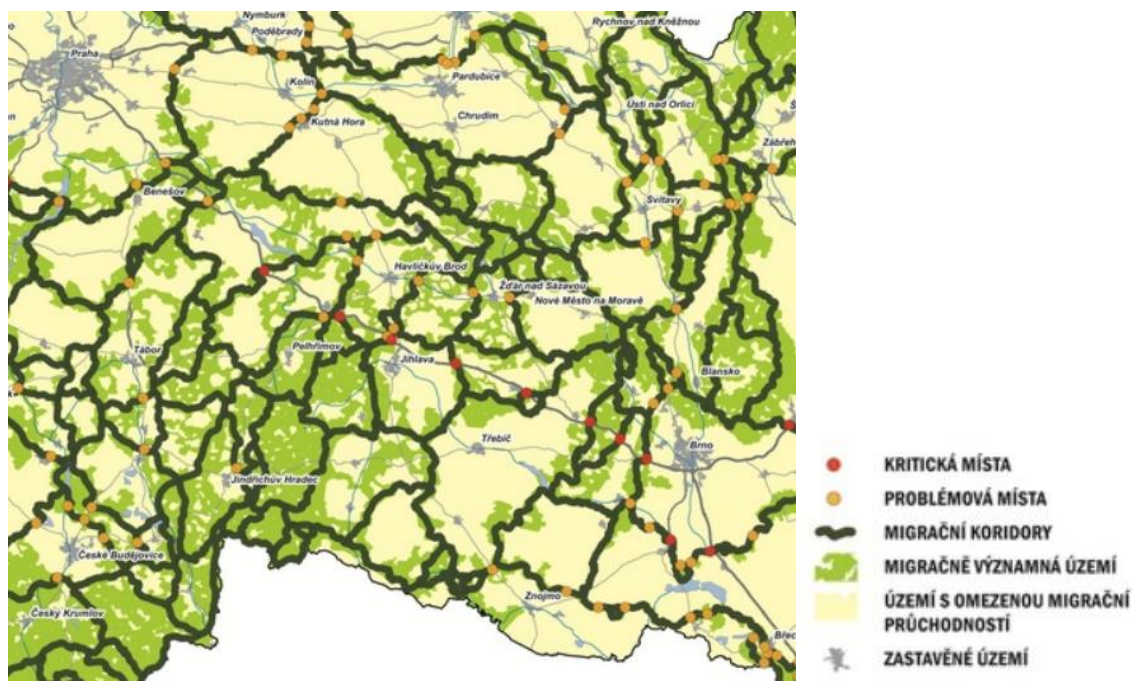 Nymburk
Rychnov nad Kněžnou
Poděbrady
Praha
Kolín
Pardubice
Ústí nad Orlicí
Chrudim
Kutná Hora
Zábřeh
Benešov
Svitavy
Havlíčkův Brod
Žďár nad Sázavou
Nové Město na Moravě
Pelhřimov
Tábor
Jihlava
Blansko
Třebíč
Brno
Jindřichův Hradec
České Budějovice
Znojmo
Český Krumlov
Břec
KRITICKÁ MÍSTA
PROBLÉMOVÁ MÍSTA
MIGRAČNÍ KORIDORY
MIGRAČNĚ VÝZNAMNÁ ÚZEMÍ
ÚZEMÍ S OMEZENOU MIGRAČNÍ
PRŮCHODNOSTÍ
ZASTAVĚNÉ ÚZEMÍ